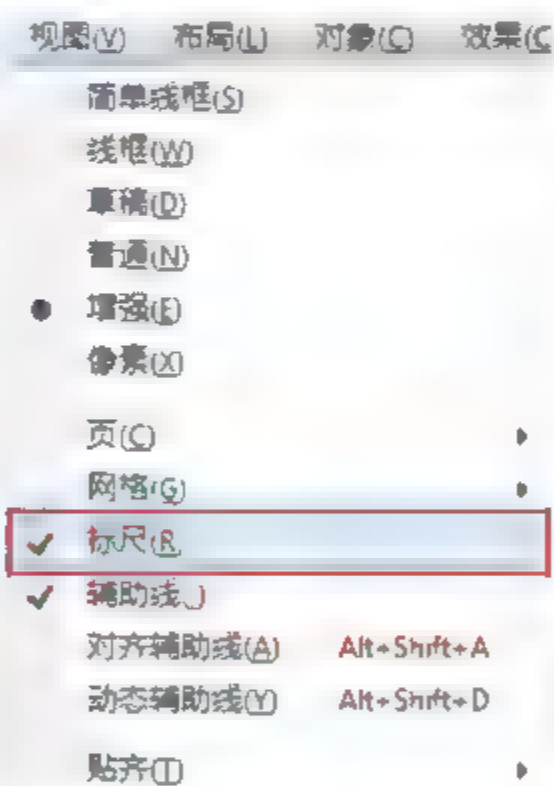 视图(V) 布局(L) 对象(C) 效果(C
简单线框(S)
线框(W)
草稿(D)
普通(N)
增强(E)
像素(X)
页(C)
网格(G)
标尺(R
辅助线()
对齐辅助线(A) Alt+Shift+A
动态辅助线(Y) Alt+Shift+D
贴齐(T)